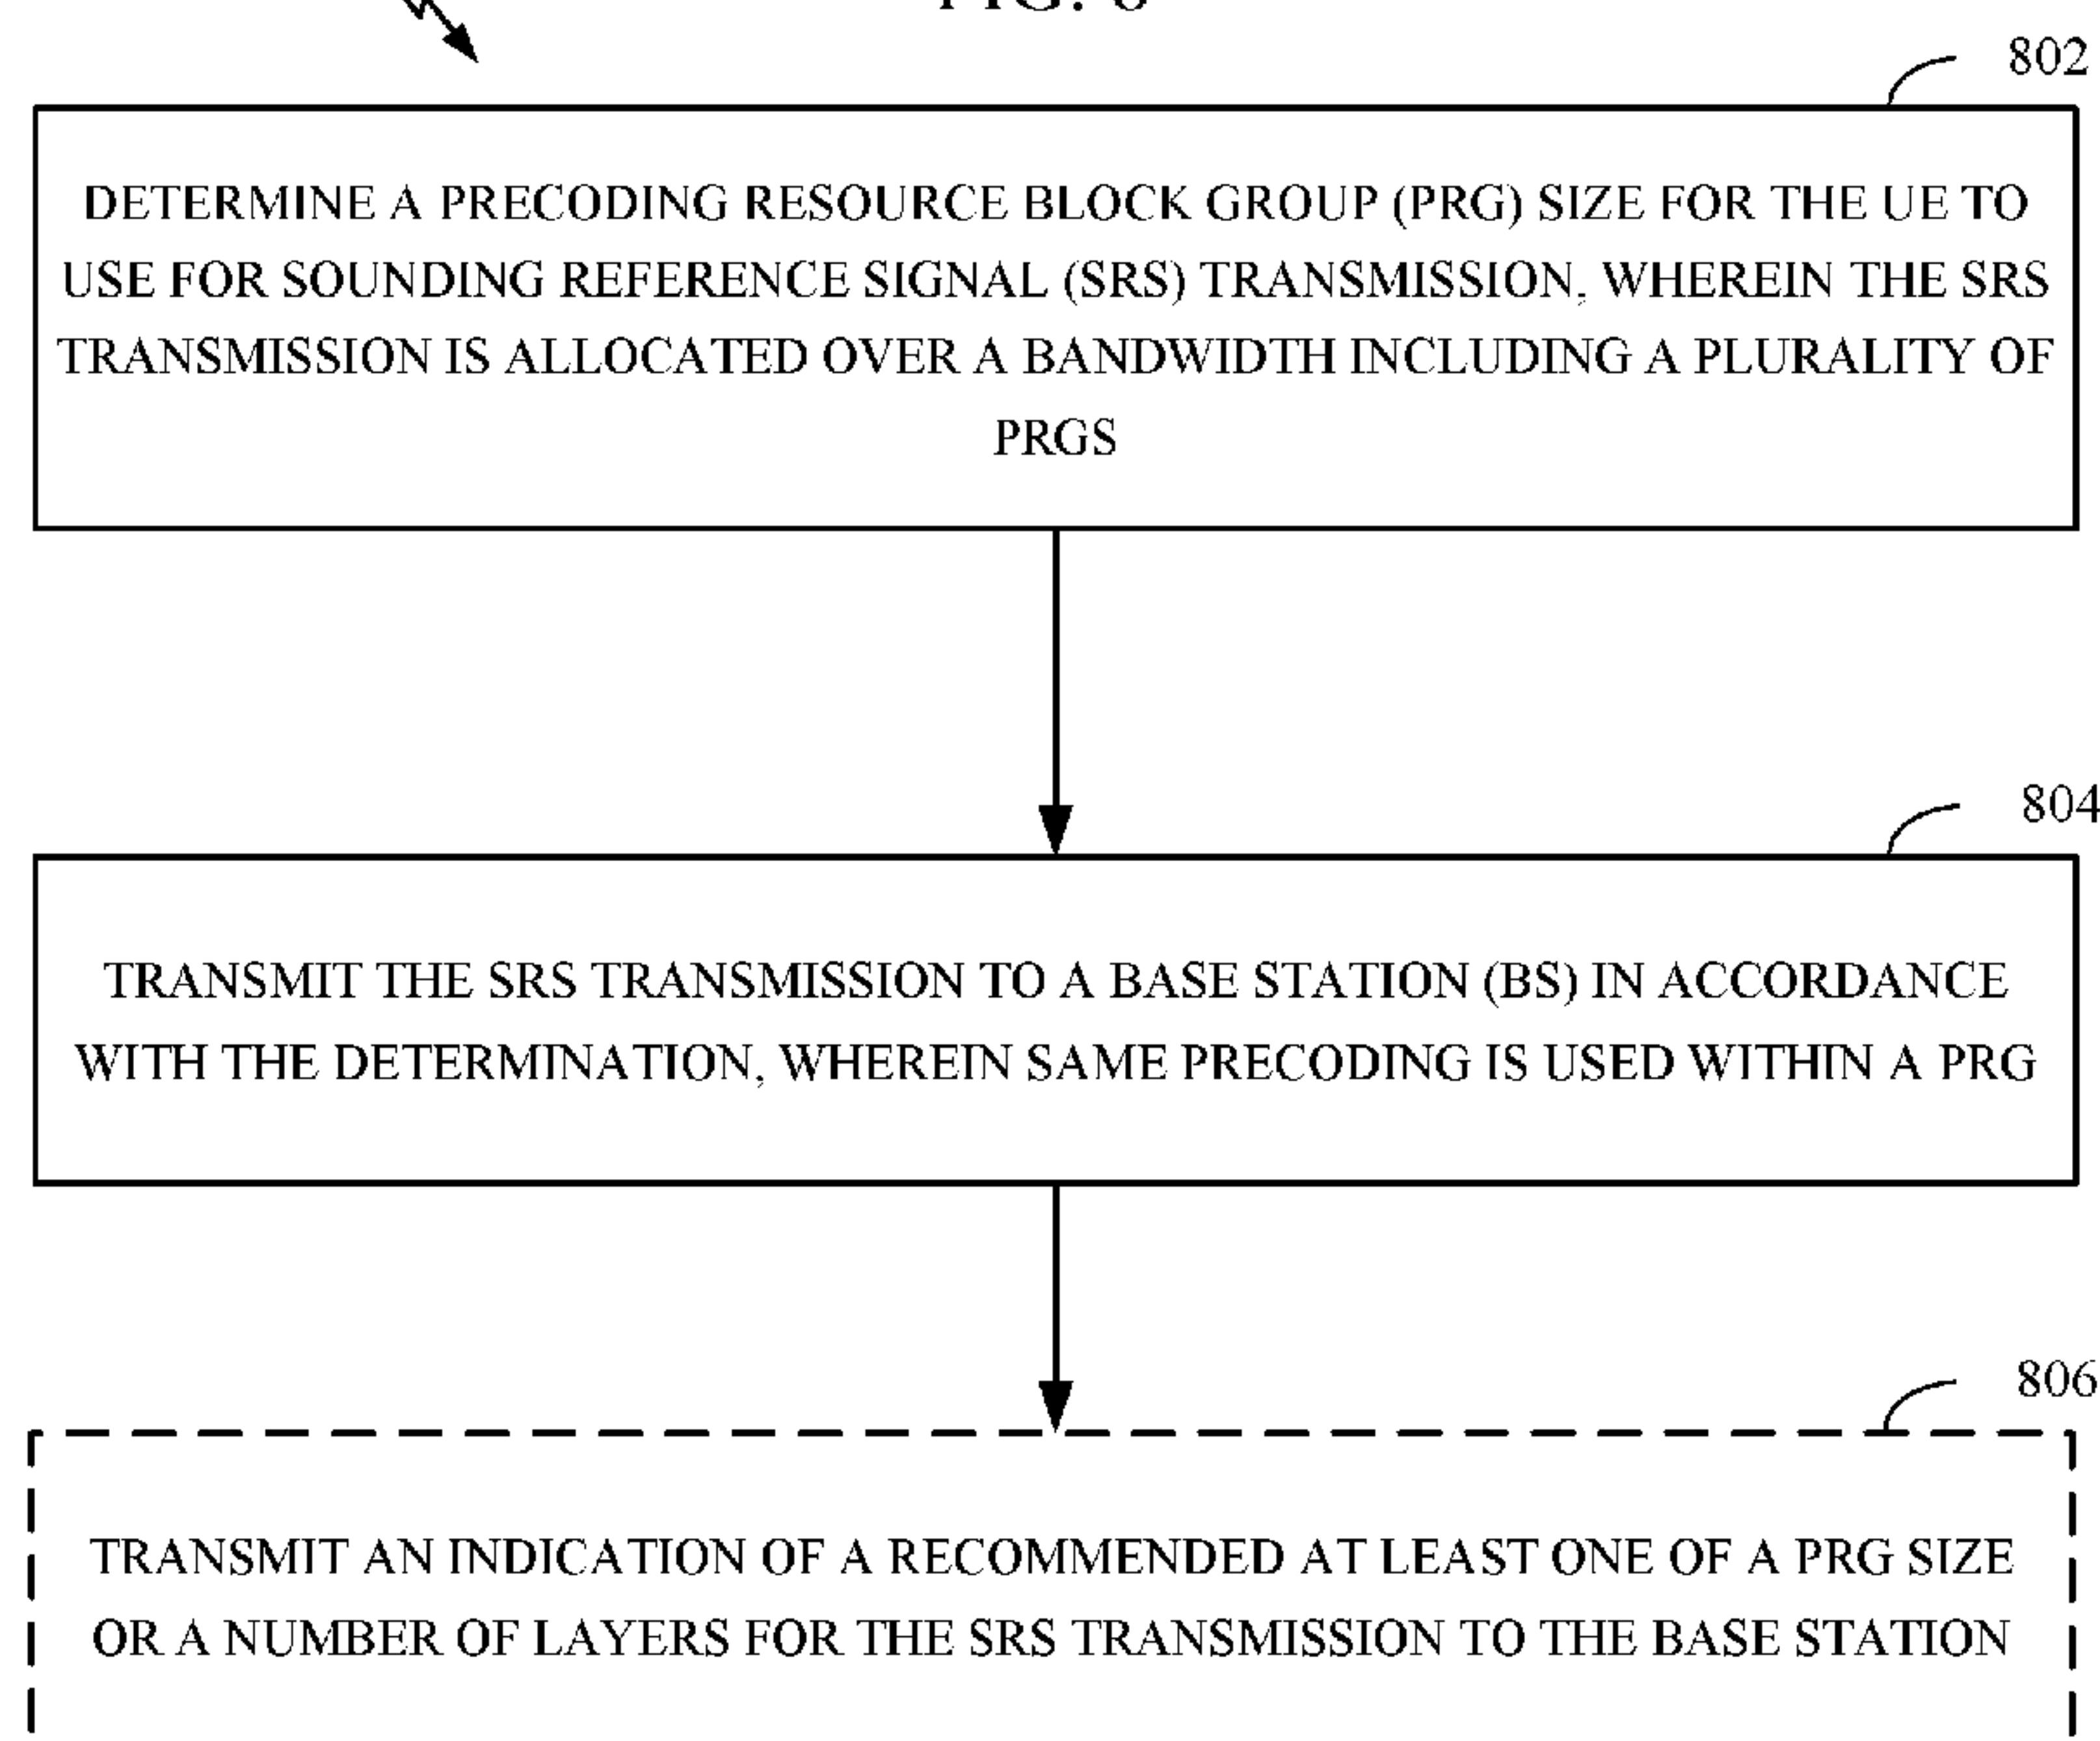 802
DETERMINE A PRECODING RESOURCE BLOCK GROUP (PRG) SIZE FOR THE UE TO
USE FOR SOUNDING REFERENCE SIGNAL (SRS) TRANSMISSION, WHEREIN THE SRS
TRANSMISSION IS ALLOCATED OVER A BANDWIDTH INCLUDING A PLURALITY OF
PRGS
804
TRANSMIT THE SRS TRANSMISSION TO A BASE STATION (BS) IN ACCORDANCE
WITH THE DETERMINATION, WHEREIN SAME PRECODING IS USED WITHIN A PRG
806
TRANSMIT AN INDICATION OF A RECOMMENDED AT LEAST ONE OF A PRG SIZE
OR A NUMBER OF LAYERS FOR THE SRS TRANSMISSION TO THE BASE STATION